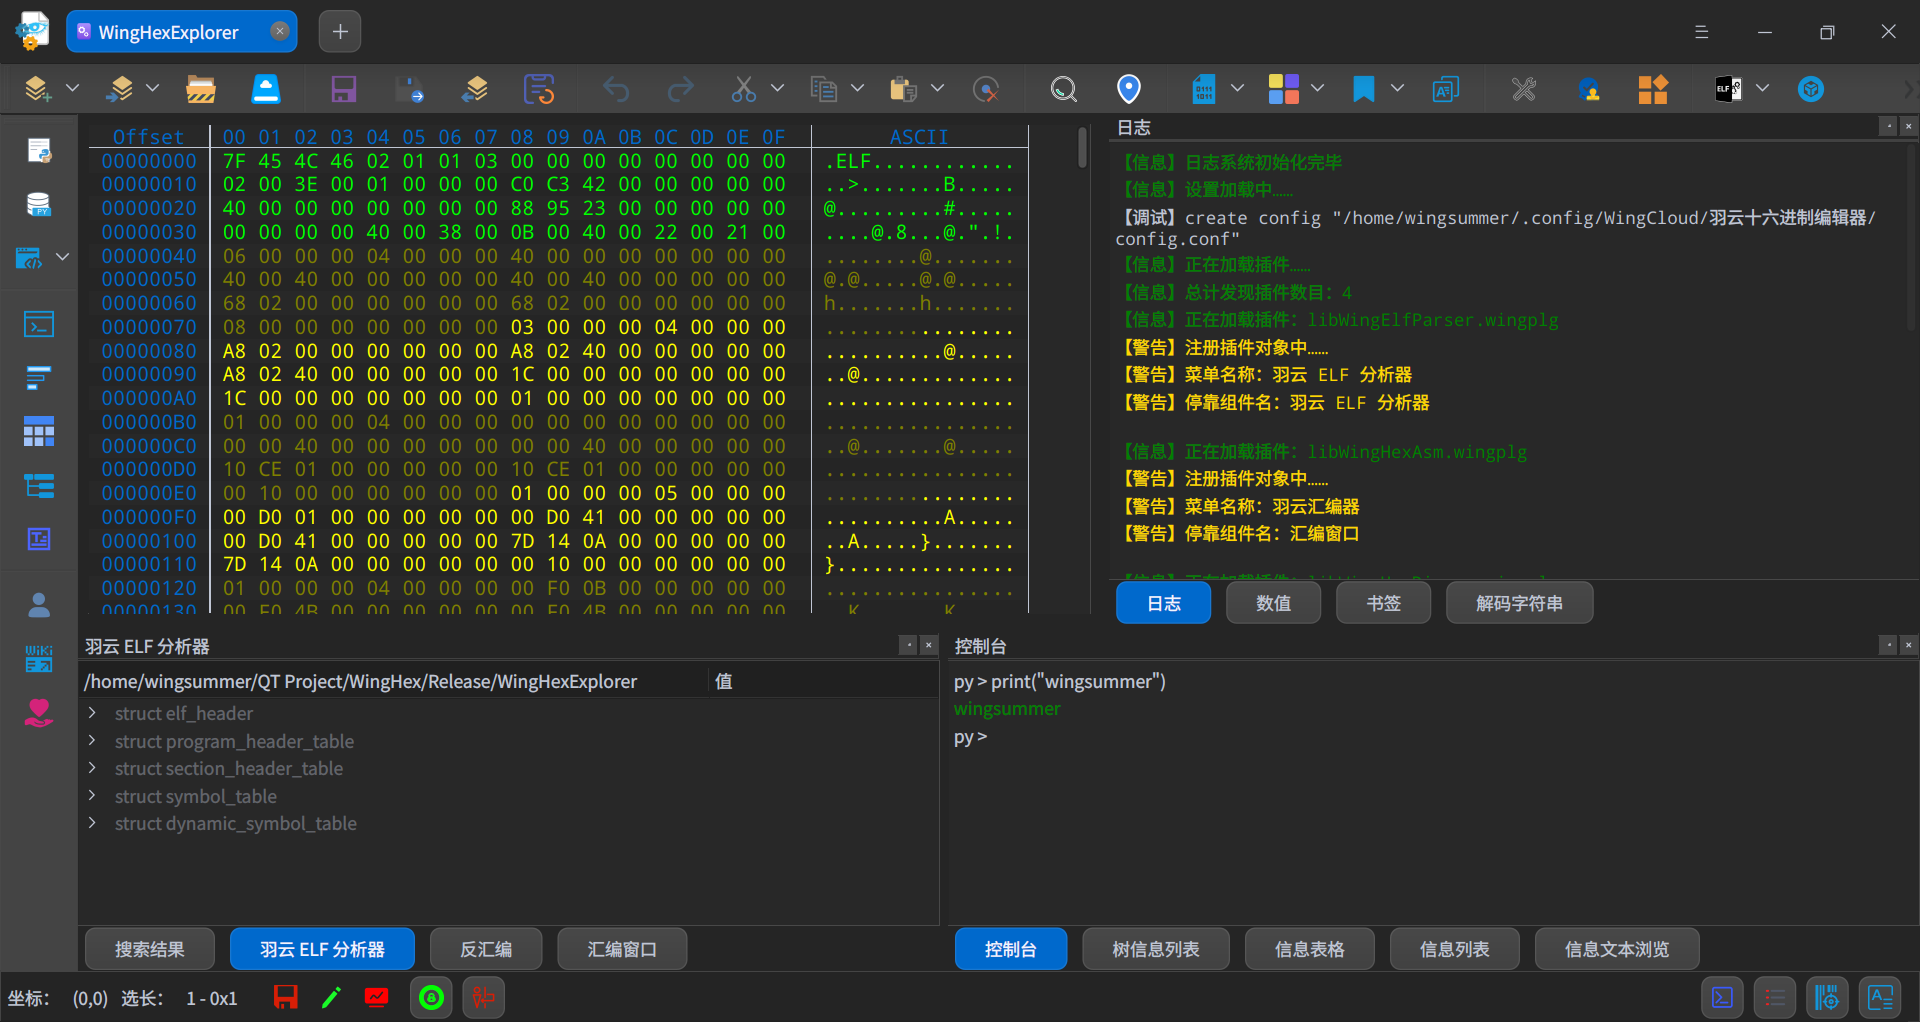 WingHexExplorer
Offset 00 01 02 03 04 05 06 07 08 09 0A 0B 0C 0D 0E 0F ASCII
00000000 7F 45 4C 46 02 01 01 03 00 00 00 00 00 00 00 00 .ELF............
00000010 02 00 3E 00 01 00 00 00 C0 C3 42 00 00 00 00 00 ..>.......B.....
00000020 40 00 00 00 00 00 00 00 88 95 23 00 00 00 00 00 @.........#.....
00000030 00 00 00 00 40 00 38 00 0B 00 40 00 22 00 21 00 ....@.8...@.".!.
00000040 06 00 00 00 04 00 00 00 40 00 00 00 00 00 00 00 ........@.......
00000050 40 00 40 00 00 00 00 00 40 00 40 00 00 00 00 00 @.@.....@.@.....
00000060 68 02 00 00 00 00 00 00 68 02 00 00 00 00 00 00 h.......h.......
00000070 08 00 00 00 00 00 00 00 03 00 00 00 04 00 00 00 ................
00000080 A8 02 00 00 00 00 00 00 A8 02 40 00 00 00 00 00 ..........@.....
00000090 A8 02 40 00 00 00 00 00 1C 00 00 00 00 00 00 00 ..@.............
000000A0 1C 00 00 00 00 00 00 00 01 00 00 00 00 00 00 00 ................
000000B0 01 00 00 00 04 00 00 00 00 00 00 00 00 00 00 00 ................
000000C0 00 00 40 00 00 00 00 00 00 00 40 00 00 00 00 00 ..@.......@.....
000000D0 10 CE 01 00 00 00 00 00 10 CE 01 00 00 00 00 00 ................
000000E0 00 10 00 00 00 00 00 00 01 00 00 00 05 00 00 00 ................
000000F0 00 D0 01 00 00 00 00 00 00 D0 41 00 00 00 00 00 ..........A.....
00000100 00 D0 41 00 00 00 00 00 7D 14 0A 00 00 00 00 00 ..A.....}.......
00000110 7D 14 0A 00 00 00 00 00 00 10 00 00 00 00 00 00 }...............
00000120 01 00 00 00 04 00 00 00 00 F0 0B 00 00 00 00 00 ................
00000130 00 F0 4B 00 00 00 00 00 00 F0 4B 00 00 00 00 00 K K
日志
【信息】日志系统初始化完毕
【信息】设置加载中……
【调试】create config "/home/wingsummer/.config/WingCloud/羽云十六进制编辑器/
config.conf"
【信息】正在加载插件……
【信息】总计发现插件数目：4
【信息】正在加载插件：libWingElfParser.wingplg
【警告】注册插件对象中……
【警告】菜单名称：羽云 ELF 分析器
【警告】停靠组件名：羽云 ELF 分析器
【信息】正在加载插件：libWingHexAsm.wingplg
【警告】注册插件对象中……
【警告】菜单名称：羽云汇编器
【警告】停靠组件名：汇编窗口
日志 数值 书签 解码字符串
羽云 ELF 分析器
/home/wingsummer/QT Project/WingHex/Release/WingHexExplorer 值
struct elf_header
struct program_header_table
struct section_header_table
struct symbol_table
struct dynamic_symbol_table
搜索结果 羽云 ELF 分析器 反汇编 汇编窗口
控制台
py > print("wingsummer")
wingsummer
py >
控制台 树信息列表 信息表格 信息列表 信息文本浏览
坐标： (0,0) 选长： 1 - 0x1